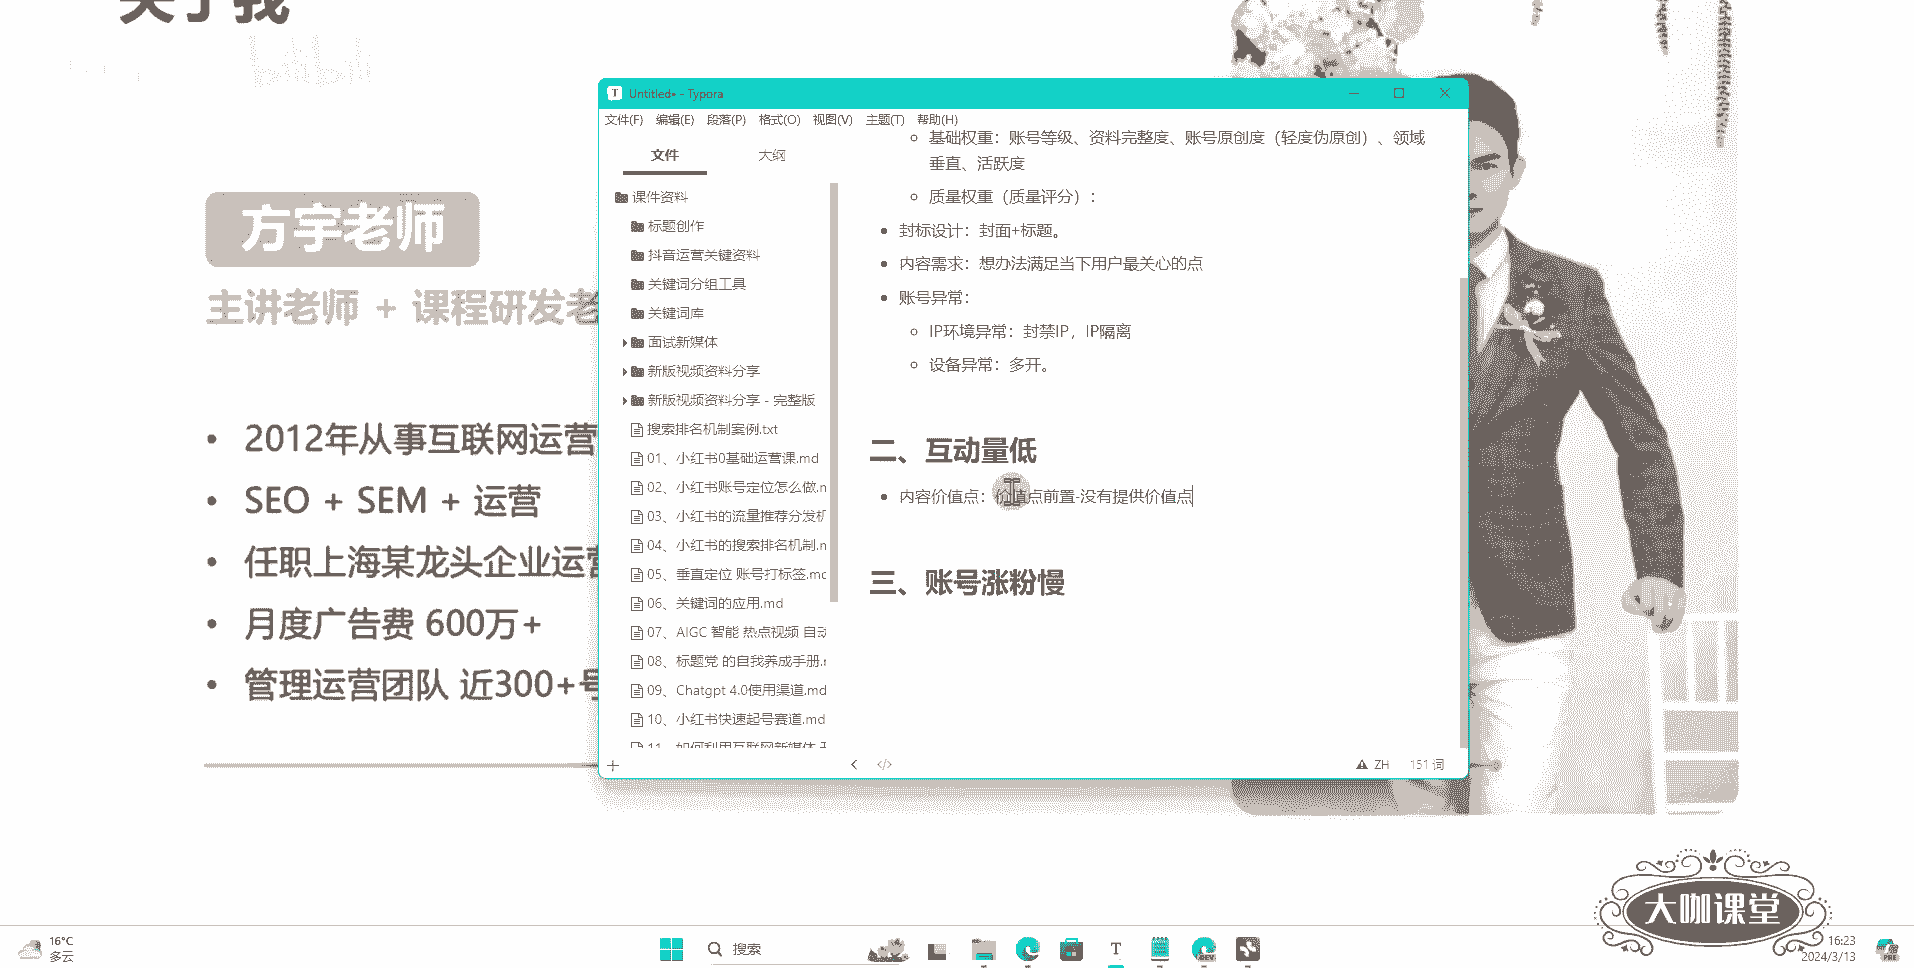 关于我
bilibili
方宇老师
主讲老师 + 课程研发老
• 2012年从事互联网运营
• SEO + SEM + 运营
• 任职上海某龙头企业运营
• 月度广告费 600万+
• 管理运营团队 近300+号
T Untitled• - Typora
文件(F) 编辑(E) 段落(P) 格式(O) 视图(V) 主题(T) 帮助(H)
文件 大纲
课件资料
标题创作
抖音运营关键资料
关键词分组工具
关键词库
面试新媒体
新版视频资料分享
新版视频资料分享 - 完整版
搜索排名机制案例.txt
01、小红书0基础运营课.md
02、小红书账号定位怎么做.n
03、小红书的流量推荐分发机
04、小红书的搜索排名机制.n
05、垂直定位 账号打标签.mc
06、关键词的应用.md
07、AIGC 智能 热点视频 自动
08、标题党 的自我养成手册.r
09、Chatgpt 4.0使用渠道.md
10、小红书快速起号赛道.md
11、如何利用互联网新媒体
基础权重：账号等级、资料完整度、账号原创度（轻度伪原创）、领域
垂直、活跃度
质量权重（质量评分）：
• 封标设计：封面+标题。
• 内容需求：想办法满足当下用户最关心的点
• 账号异常：
IP环境异常：封禁IP，IP隔离
设备异常：多开。
二、互动量低
• 内容价值点：价值点前置-没有提供价值点
三、账号涨粉慢
+ < </> ZH 151 词
大咖课堂
16°C
多云
搜索
T
DEV
16:23
2024/3/13
PRE